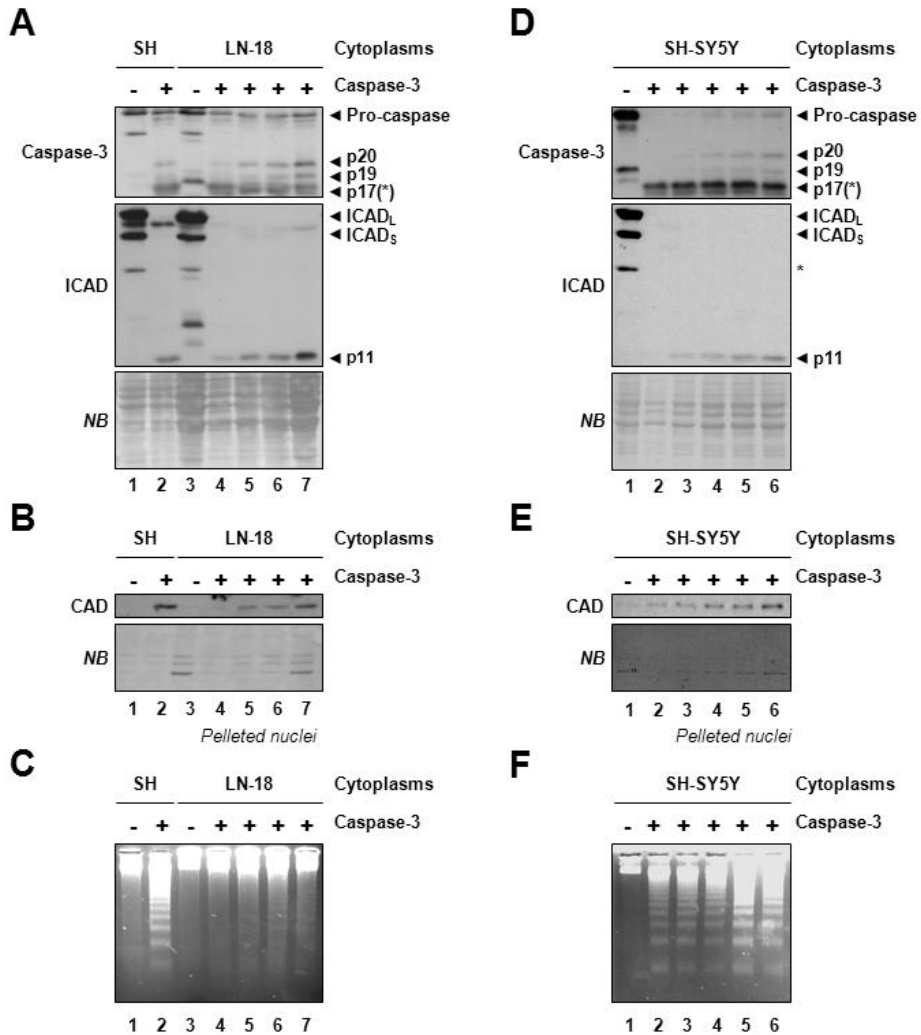 A
SH LN-18 Cytoplasms
- + - + + + + Caspase-3
Caspase-3
Pro-caspase
p20
p19
p17(*)
ICAD
ICADL
ICADS
p11
NB
1 2 3 4 5 6 7
B
SH LN-18 Cytoplasms
- + - + + + + Caspase-3
CAD
NB
1 2 3 4 5 6 7
Pelleted nuclei
C
SH LN-18 Cytoplasms
- + - + + + + Caspase-3
1 2 3 4 5 6 7
D
SH-SY5Y Cytoplasms
- + + + + + Caspase-3
Caspase-3
Pro-caspase
p20
p19
p17(*)
ICAD
ICADL
ICADS
*
p11
NB
1 2 3 4 5 6
E
SH-SY5Y Cytoplasms
- + + + + + Caspase-3
CAD
NB
1 2 3 4 5 6
Pelleted nuclei
F
SH-SY5Y Cytoplasms
- + + + + + Caspase-3
1 2 3 4 5 6